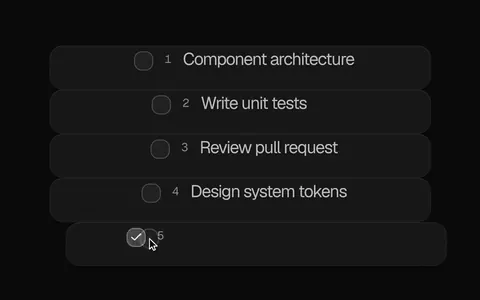 1 Component architecture
2 Write unit tests
3 Review pull request
4 Design system tokens
5